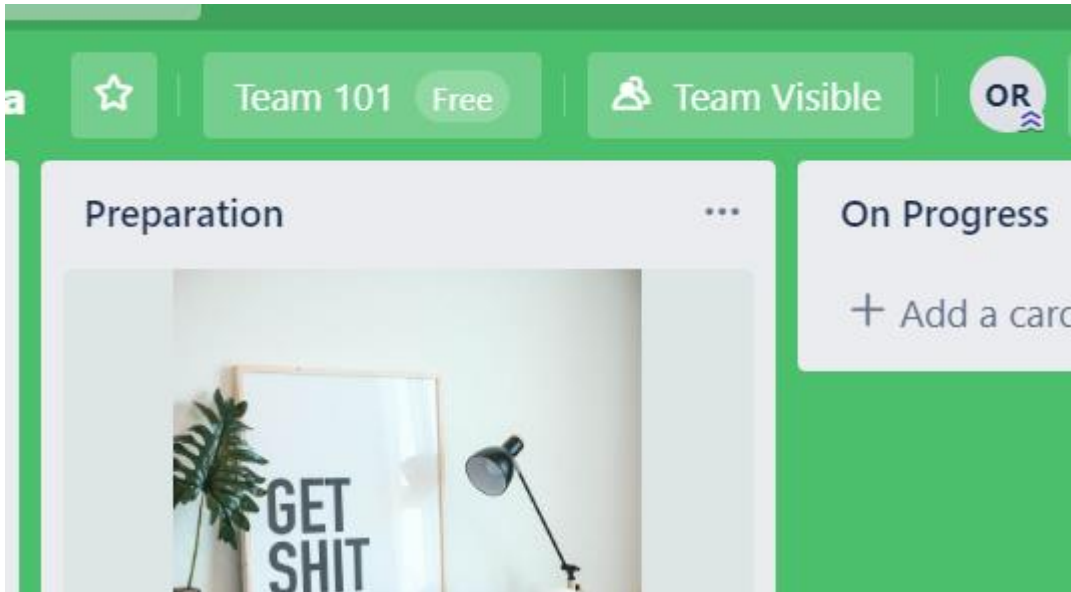 a
Team 101 Free
Team Visible
OR
Preparation
On Progress
Add a card
GET
SHIT